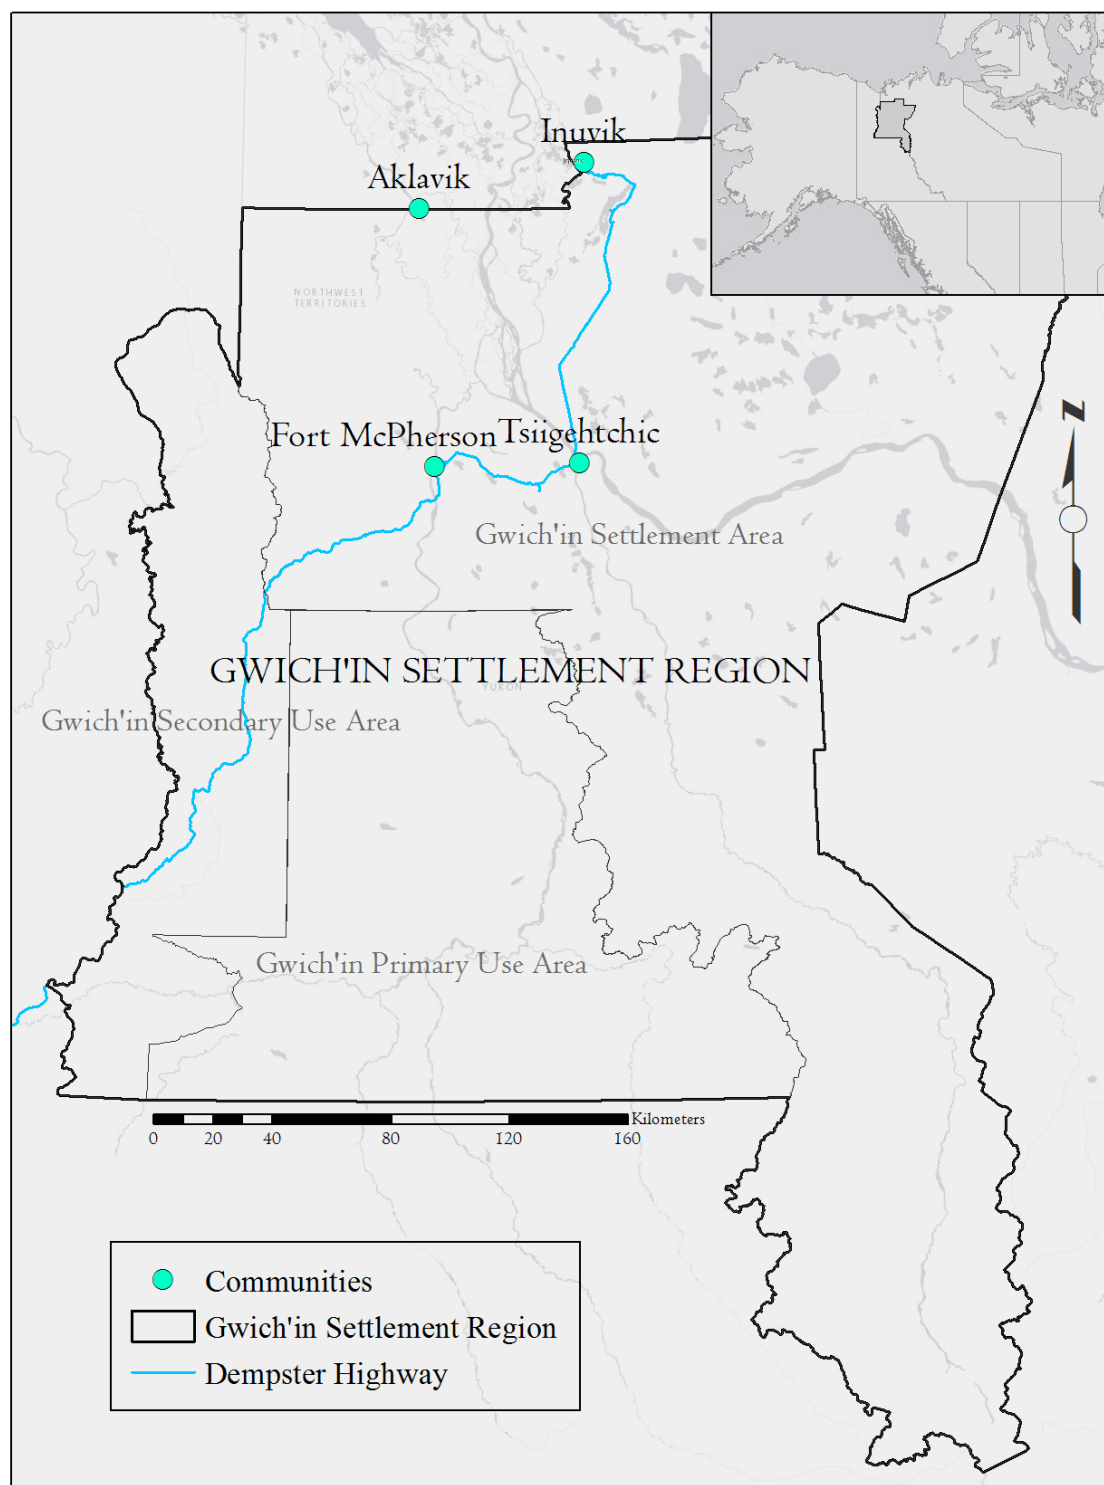 Inuvik
Aklavik
NORTHWEST
TERRITORIES
Fort McPherson
Tsiigehtchic
N
Gwich'in Settlement Area
GWICH'IN SETTLEMENT REGION
YUKON
Gwich'in Secondary Use Area
Gwich'in Primary Use Area
Kilometers
0 20 40 80 120 160
Communities
Gwich'in Settlement Region
Dempster Highway